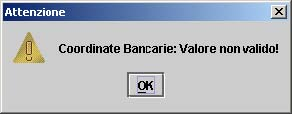 Attenzione
Coordinate Bancarie: Valore non valido!
OK